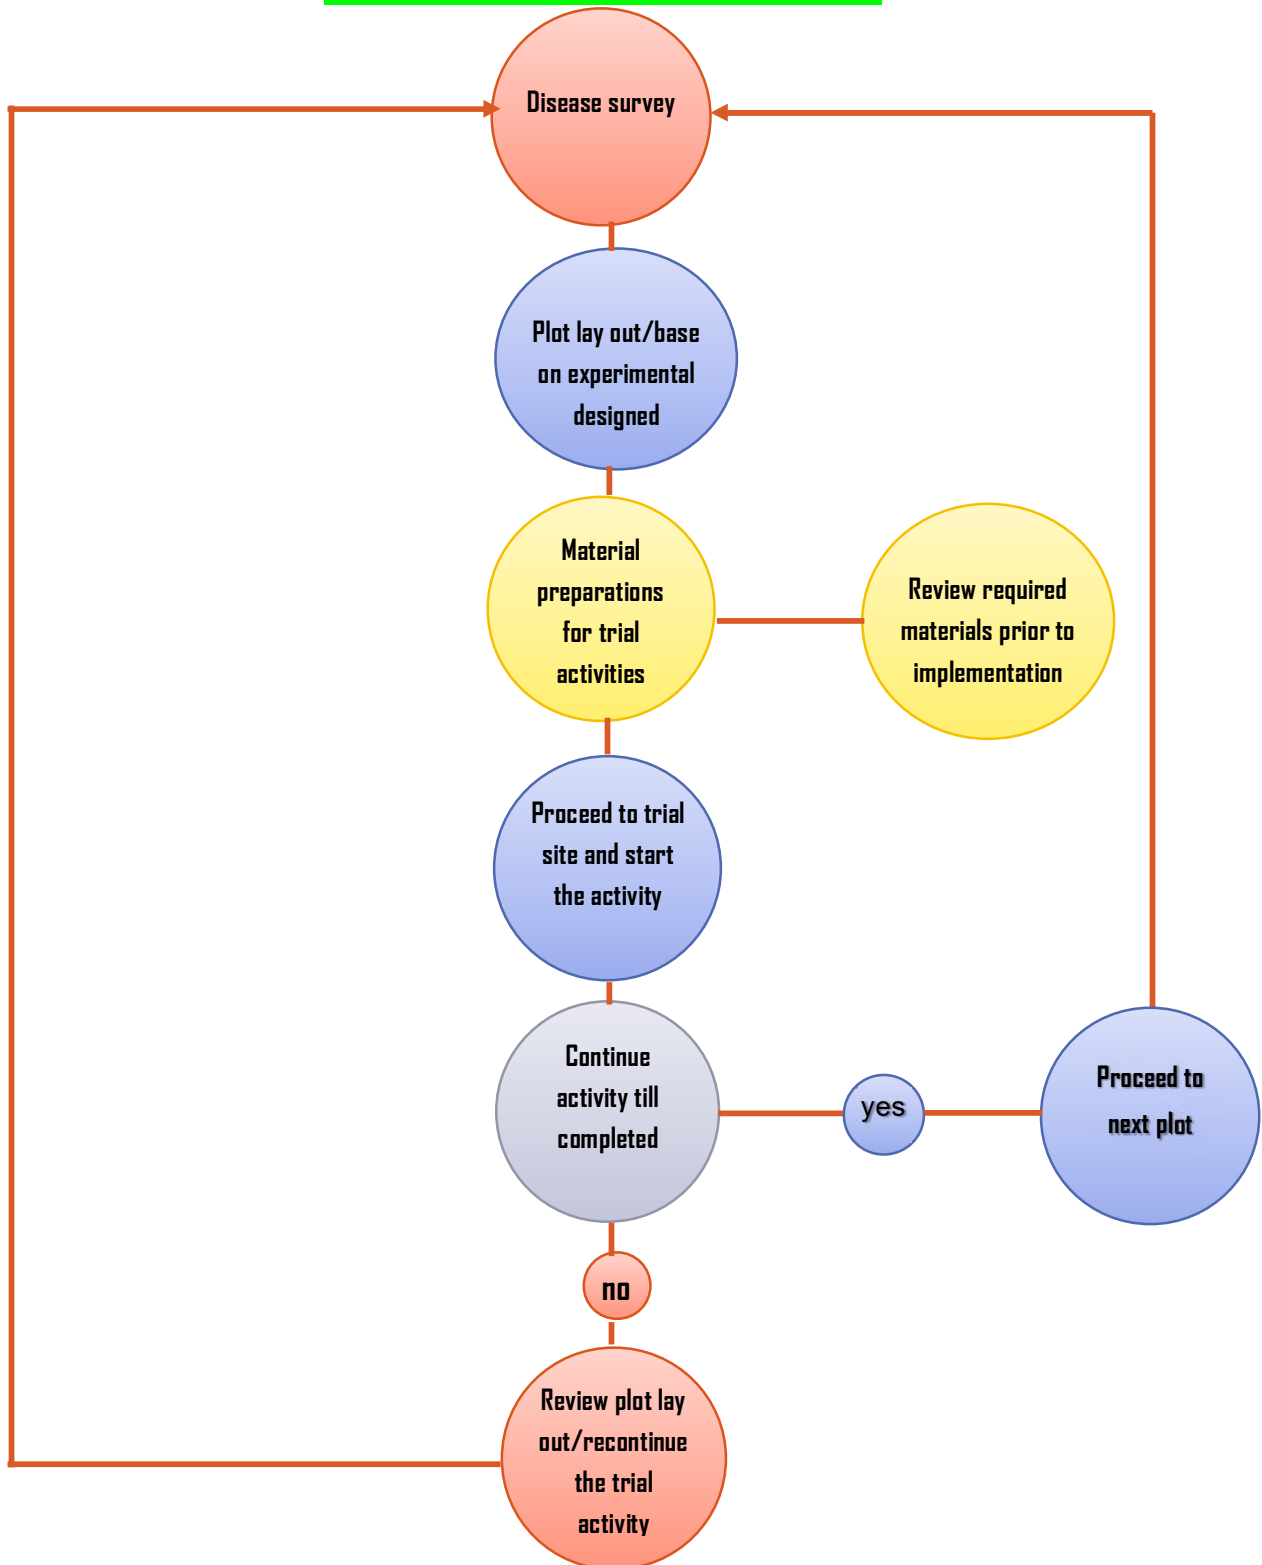 Disease survey
Plot lay out/base
on experimental
designed
Material
preparations
for trial
activities
Review required
materials prior to
implementation
Proceed to trial
site and start
the activity
Continue
activity till
completed
yes
Proceed to
next plot
no
Review plot lay
out/recontinue
the trial
activity